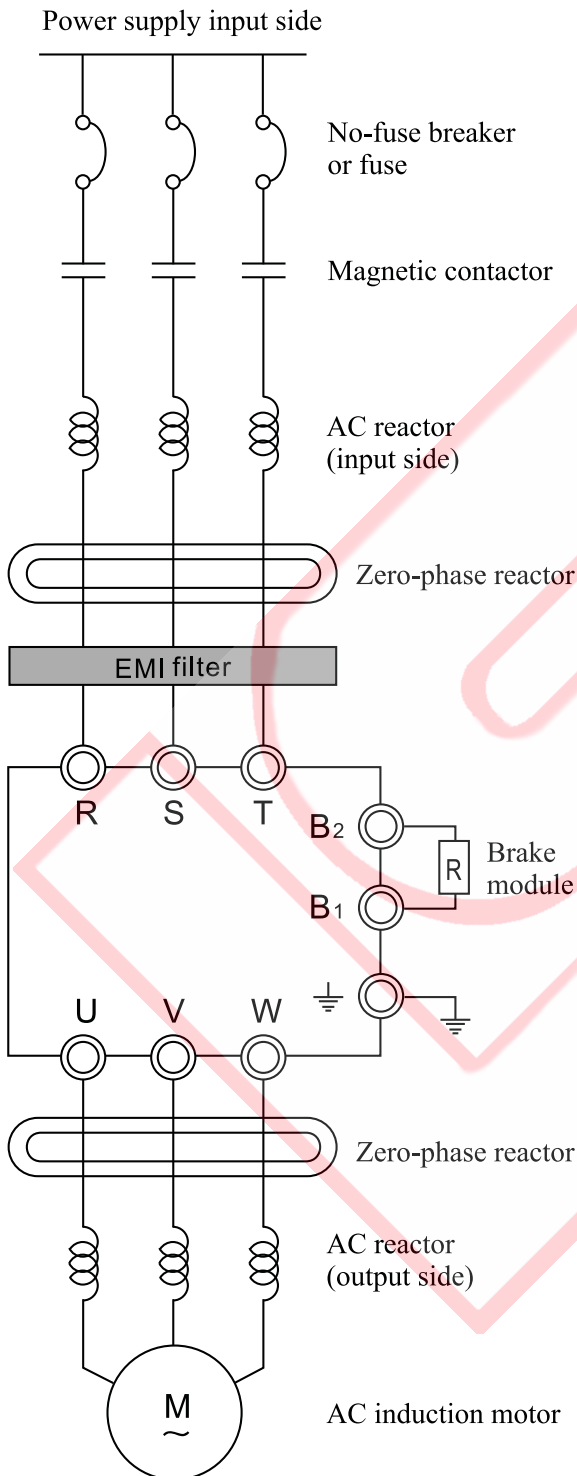 Power supply input side
No-fuse breaker
or fuse
Magnetic contactor
AC reactor
(input side)
Zero-phase reactor
EMI filter
R S T
B2
R
Brake
module
B1
U V W
Zero-phase reactor
AC reactor
(output side)
M
~
AC induction motor